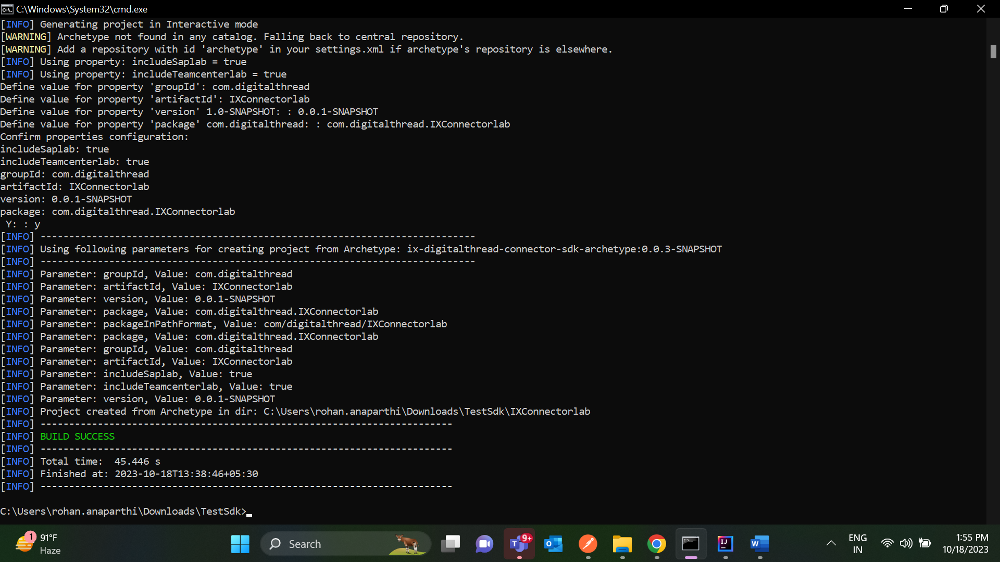 C:\Windows\System32\cmd.exe
[INFO] Generating project in Interactive mode
[WARNING] Archetype not found in any catalog. Falling back to central repository.
[WARNING] Add a repository with id 'archetype' in your settings.xml if archetype's repository is elsewhere.
[INFO] Using property: includeSaplab = true
[INFO] Using property: includeTeamcenterlab = true
Define value for property 'groupId': com.digitalthread
Define value for property 'artifactId': IXConnectorlab
Define value for property 'version' 1.0-SNAPSHOT: : 0.0.1-SNAPSHOT
Define value for property 'package' com.digitalthread: : com.digitalthread.IXConnectorlab
Confirm properties configuration:
includeSaplab: true
includeTeamcenterlab: true
groupId: com.digitalthread
artifactId: IXConnectorlab
version: 0.0.1-SNAPSHOT
package: com.digitalthread.IXConnectorlab
 Y: : y
[INFO] ----------------------------------------------------------------------------
[INFO] Using following parameters for creating project from Archetype: ix-digitalthread-connector-sdk-archetype:0.0.3-SNAPSHOT
[INFO] ----------------------------------------------------------------------------
[INFO] Parameter: groupId, Value: com.digitalthread
[INFO] Parameter: artifactId, Value: IXConnectorlab
[INFO] Parameter: version, Value: 0.0.1-SNAPSHOT
[INFO] Parameter: package, Value: com.digitalthread.IXConnectorlab
[INFO] Parameter: packageInPathFormat, Value: com/digitalthread/IXConnectorlab
[INFO] Parameter: package, Value: com.digitalthread.IXConnectorlab
[INFO] Parameter: groupId, Value: com.digitalthread
[INFO] Parameter: artifactId, Value: IXConnectorlab
[INFO] Parameter: includeSaplab, Value: true
[INFO] Parameter: includeTeamcenterlab, Value: true
[INFO] Parameter: version, Value: 0.0.1-SNAPSHOT
[INFO] Project created from Archetype in dir: C:\Users\rohan.anaparthi\Downloads\TestSdk\IXConnectorlab
[INFO] ------------------------------------------------------------------------
[INFO] BUILD SUCCESS
[INFO] ------------------------------------------------------------------------
[INFO] Total time:  45.446 s
[INFO] Finished at: 2023-10-18T13:38:46+05:30
[INFO] ------------------------------------------------------------------------
C:\Users\rohan.anaparthi\Downloads\TestSdk>
1
91°F
Haze
Search
T
9+
O
IJ
W
ENG
IN
1:55 PM
10/18/2023